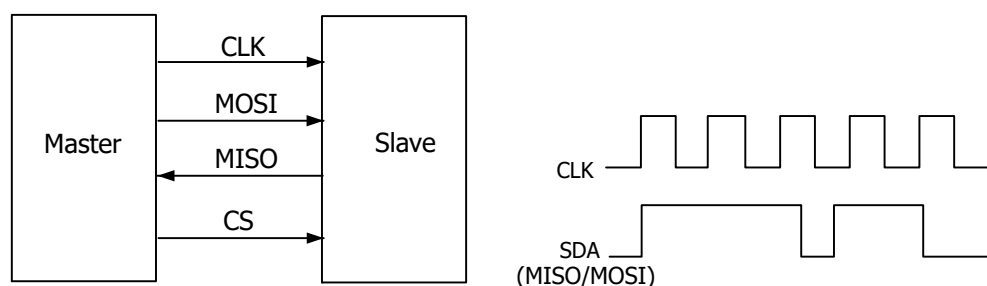 Master
CLK
MOSI
MISO
CS
Slave
CLK
SDA
(MISO/MOSI)